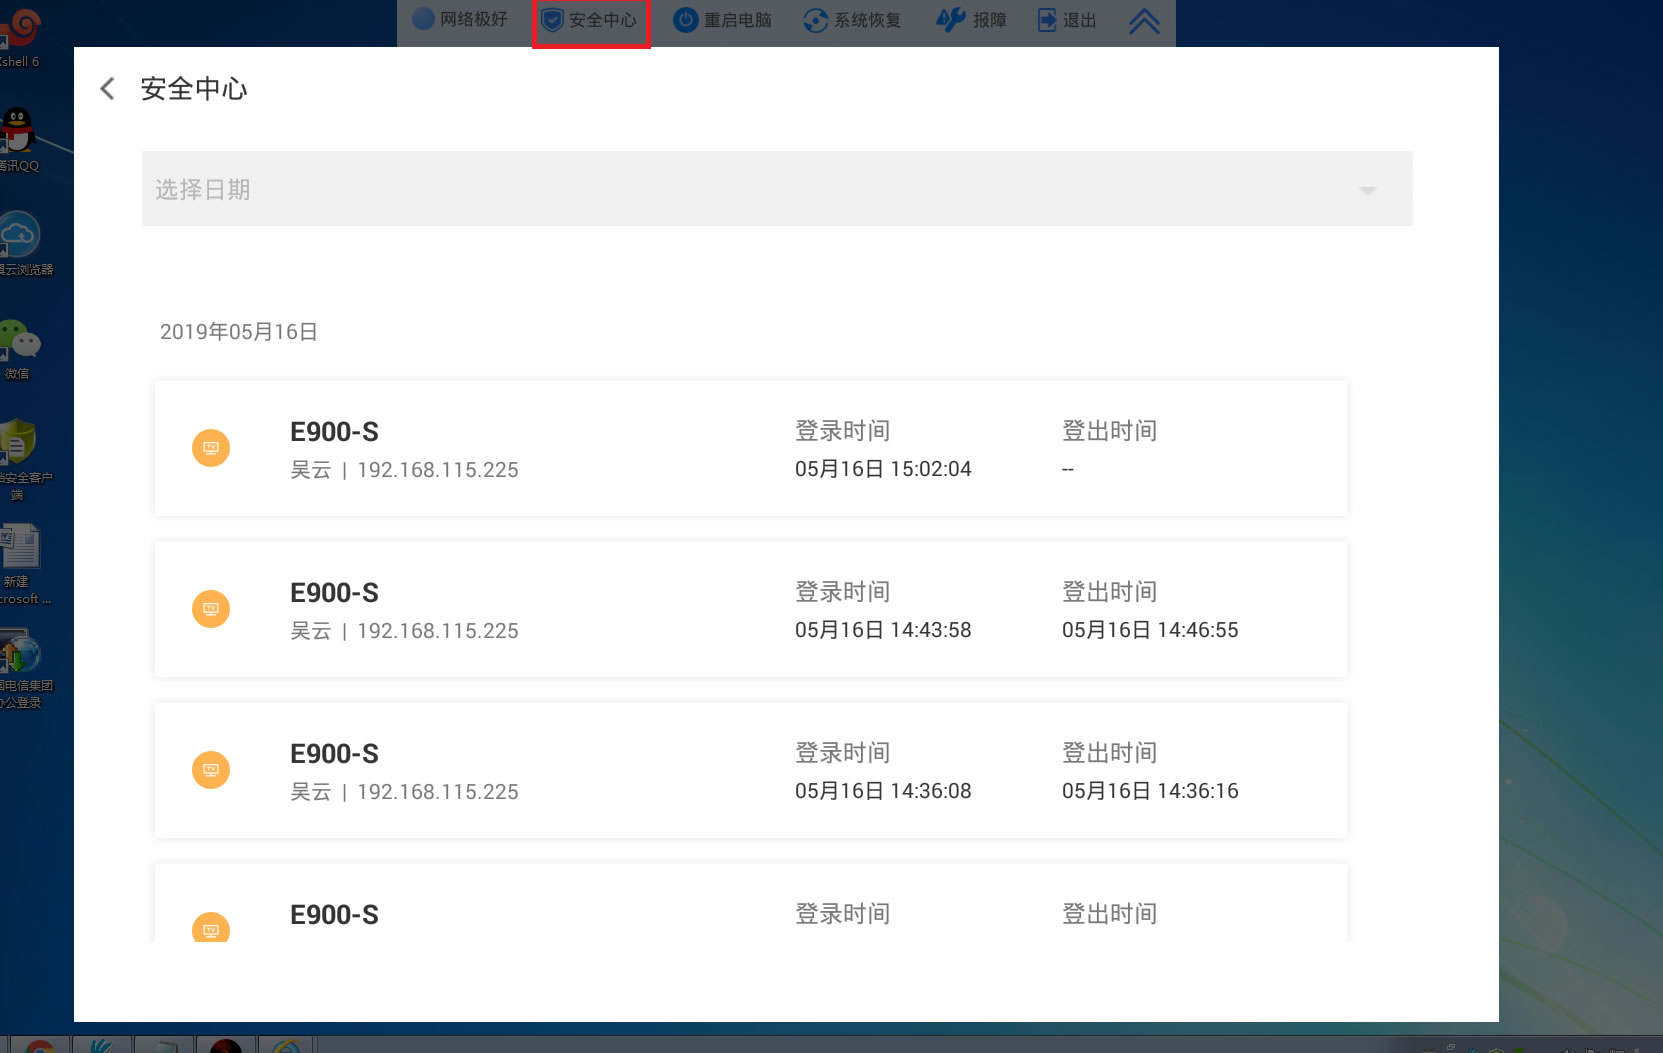 网络极好
安全中心
重启电脑
系统恢复
报障
退出
shell 6
讯QQ
云浏览器
微信
安全客户
端
新建
crosoft ...
电信集团
办公登录
安全中心
选择日期
2019年05月16日
E900-S
登录时间
登出时间
吴云 | 192.168.115.225
05月16日 15:02:04
--
E900-S
登录时间
登出时间
吴云 | 192.168.115.225
05月16日 14:43:58
05月16日 14:46:55
E900-S
登录时间
登出时间
吴云 | 192.168.115.225
05月16日 14:36:08
05月16日 14:36:16
E900-S
登录时间
登出时间